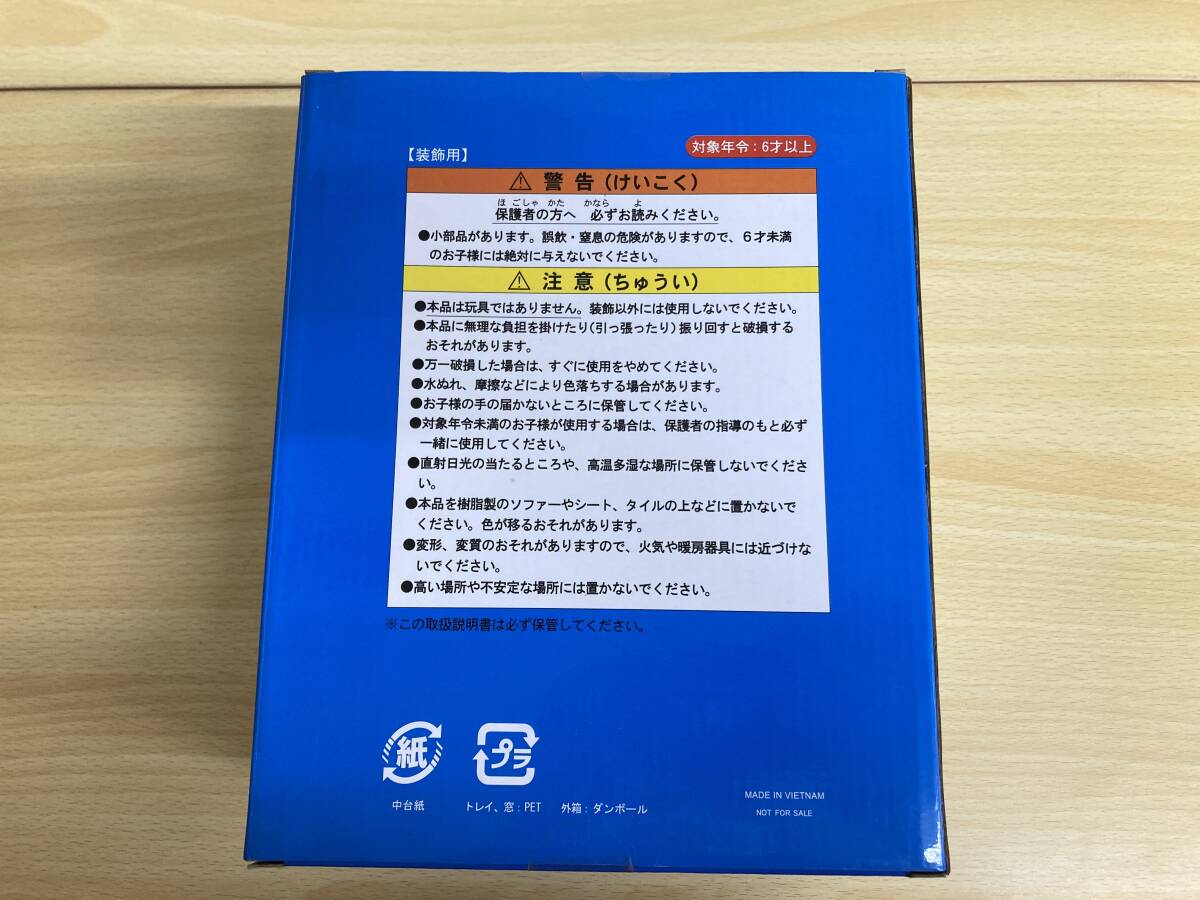 【装飾用】
対象年令:6才以上
⚠ 警告(けいこく)
ほごしゃ かた かなら よ
保護者の方へ 必ずお読みください。
●小部品があります。誤飲・窒息の危険がありますので、6才未満
のお子様には絶対に与えないでください。
⚠ 注意(ちゅうい)
●本品は玩具ではありません。装飾以外には使用しないでください。
●本品に無理な負担を掛けたり(引っ張ったり)振り回すと破損する
おそれがあります。
●万一破損した場合は、すぐに使用をやめてください。
●水ぬれ、摩擦などにより色落ちする場合があります。
●お子様の手の届かないところに保管してください。
●対象年令未満のお子様が使用する場合は、保護者の指導のもと必ず
一緒に使用してください。
●直射日光の当たるところや、高温多湿な場所に保管しないでくださ
い。
●本品を樹脂製のソファーやシート、タイルの上などに置かないで
ください。色が移るおそれがあります。
●変形、変質のおそれがありますので、火気や暖房器具には近づけな
いでください。
●高い場所や不安定な場所には置かないでください。
※この取扱説明書は必ず保管してください。
紙
プラ
中台紙
トレイ、窓:PET
外箱:ダンボール
MADE IN VIETNAM
NOT FOR SALE